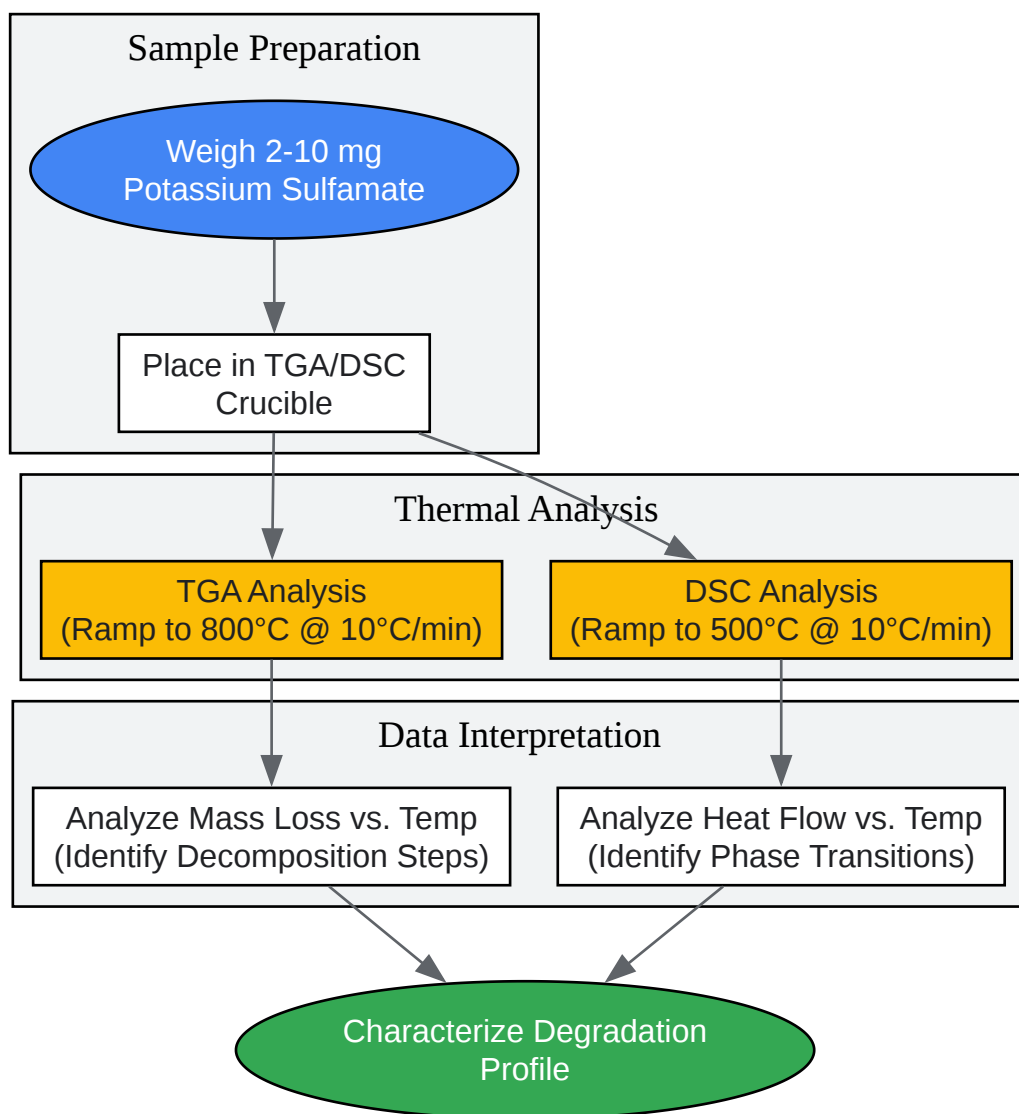 Sample Preparation
Weigh 2-10 mg
Potassium Sulfamate
Place in TGA/DSC
Crucible
Thermal Analysis
TGA Analysis
(Ramp to 800°C @ 10°C/min)
DSC Analysis
(Ramp to 500°C @ 10°C/min)
Data Interpretation
Analyze Mass Loss vs. Temp
(Identify Decomposition Steps)
Analyze Heat Flow vs. Temp
(Identify Phase Transitions)
Characterize Degradation
Profile